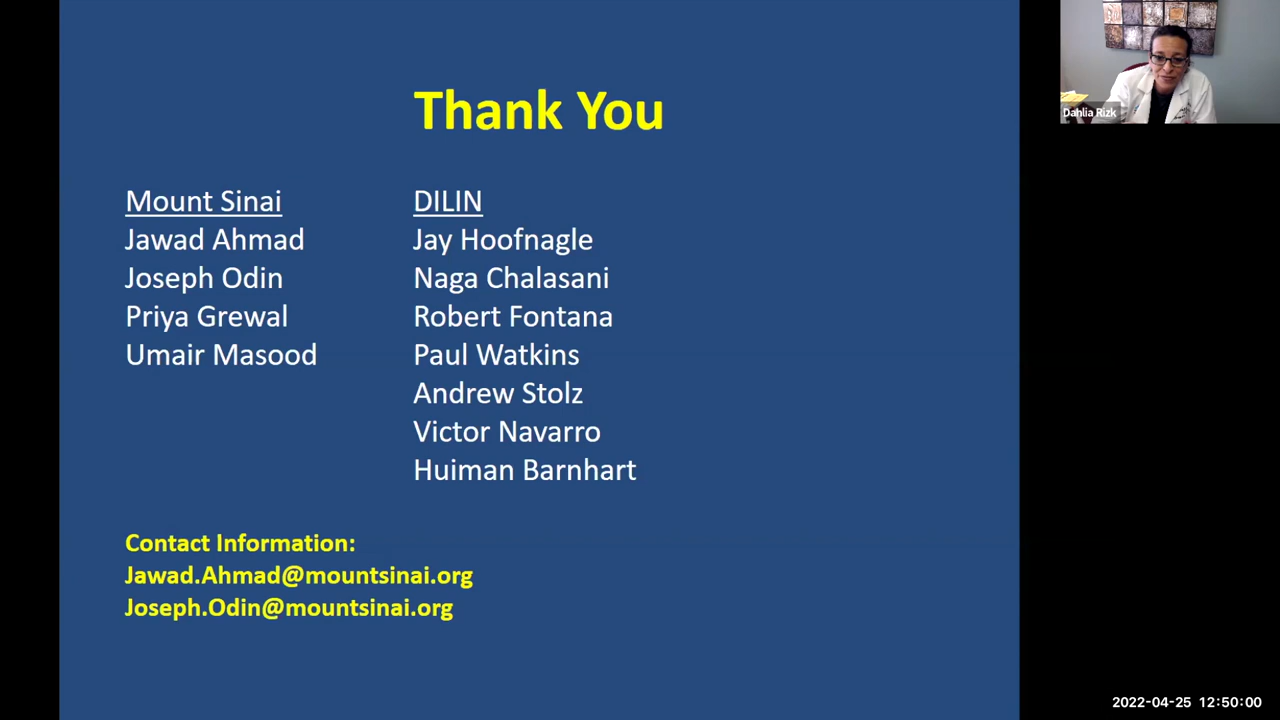 Thank You
Mount Sinai
Jawad Ahmad
Joseph Odin
Priya Grewal
Umair Masood
DILIN
Jay Hoofnagle
Naga Chalasani
Robert Fontana
Paul Watkins
Andrew Stolz
Victor Navarro
Huiman Barnhart
Contact Information:
Jawad.Ahmad@mountsinai.org
Joseph.Odin@mountsinai.org
Dahlia Rizk
2022-04-25 12:50:00